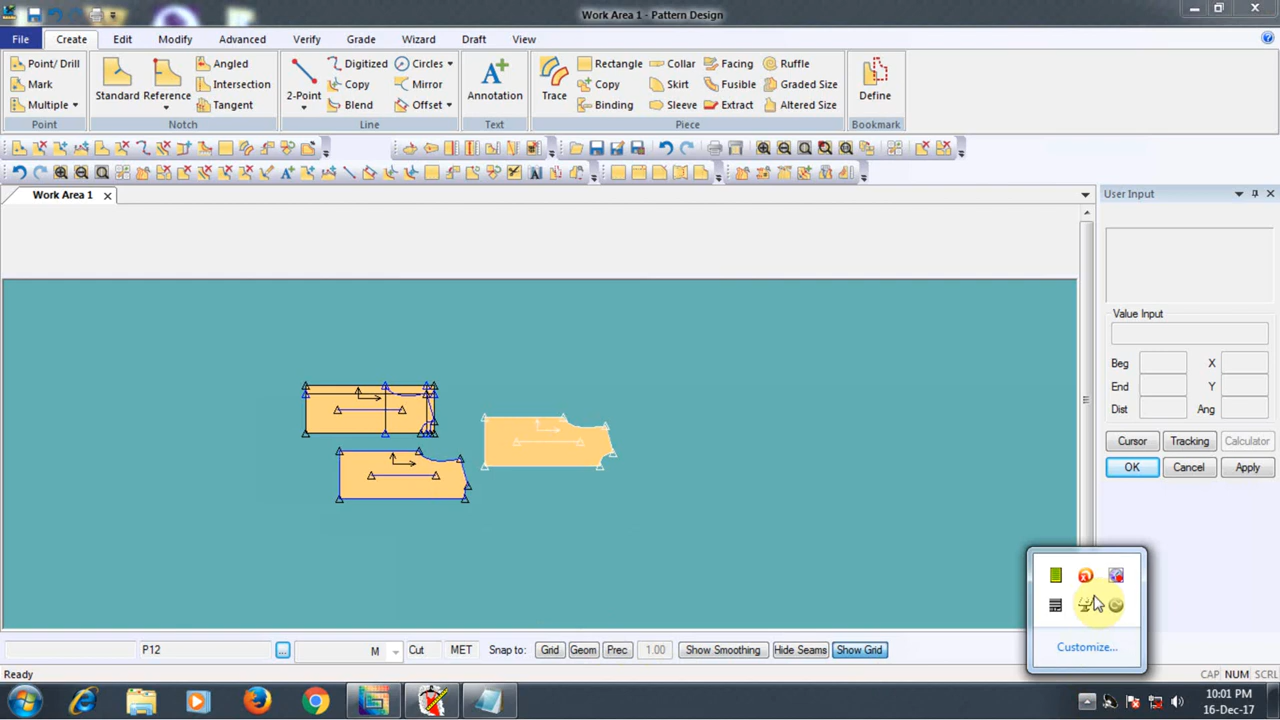 Work Area 1 - Pattern Design
File Create Edit Modify Advanced Verify Grade Wizard Draft View
Point/ Drill Angled Digitized Circles Rectangle Collar Facing Ruffle
Mark Standard Reference Intersection 2-Point Copy Mirror Annotation Trace Copy Skirt Fusible Graded Size Define
Multiple Tangent Blend Offset Binding Sleeve Extract Altered Size
Point Notch Line Text Piece Bookmark
Work Area 1
User Input
Value Input
Beg X
End Y
Dist Ang
Cursor Tracking Calculator
OK Cancel Apply
Customize...
P12 ... M Cut MET Snap to: Grid Geom Prec 1.00 Show Smoothing Hide Seams Show Grid
Ready CAP NUM SCRL
10:01 PM
16-Dec-17